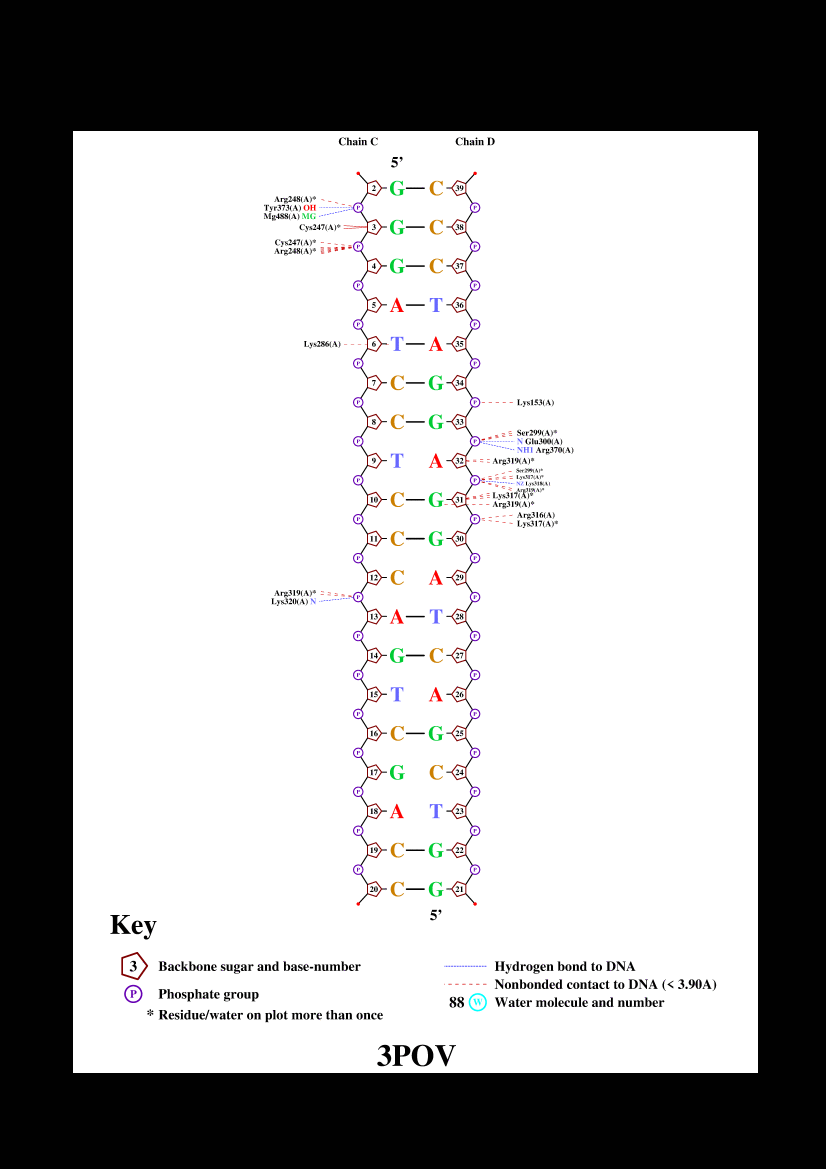 Chain C Chain D
5’
2 G C 39
Arg248(A)*
Tyr373(A) OH P P
Mg488(A) MG
Cys247(A)* 3 G C 38
Cys247(A)* P P
Arg248(A)*
4 G C 37
P P
5 A T 36
P P
Lys286(A) 6 T A 35
P P
7 C G 34
P P Lys153(A)
8 C G 33
Ser299(A)*
P P N Glu300(A)
NH1 Arg370(A)
9 T A 32 Arg319(A)*
Ser299(A)*
P P Lys317(A)*
NZ Lys318(A)
Arg319(A)*
Lys317(A)*
10 C G 31
Arg319(A)*
Arg316(A)
P P
Lys317(A)*
11 C G 30
P P
12 C A 29
Arg319(A)*
P P
Lys320(A) N
13 A T 28
P P
14 G C 27
P P
15 T A 26
P P
16 C G 25
P P
17 G C 24
P P
18 A T 23
P P
19 C G 22
P P
20 C G 21
5’
Key
3 Backbone sugar and base-number
P Phosphate group
* Residue/water on plot more than once
Hydrogen bond to DNA
Nonbonded contact to DNA (< 3.90A)
88 W Water molecule and number
3POV